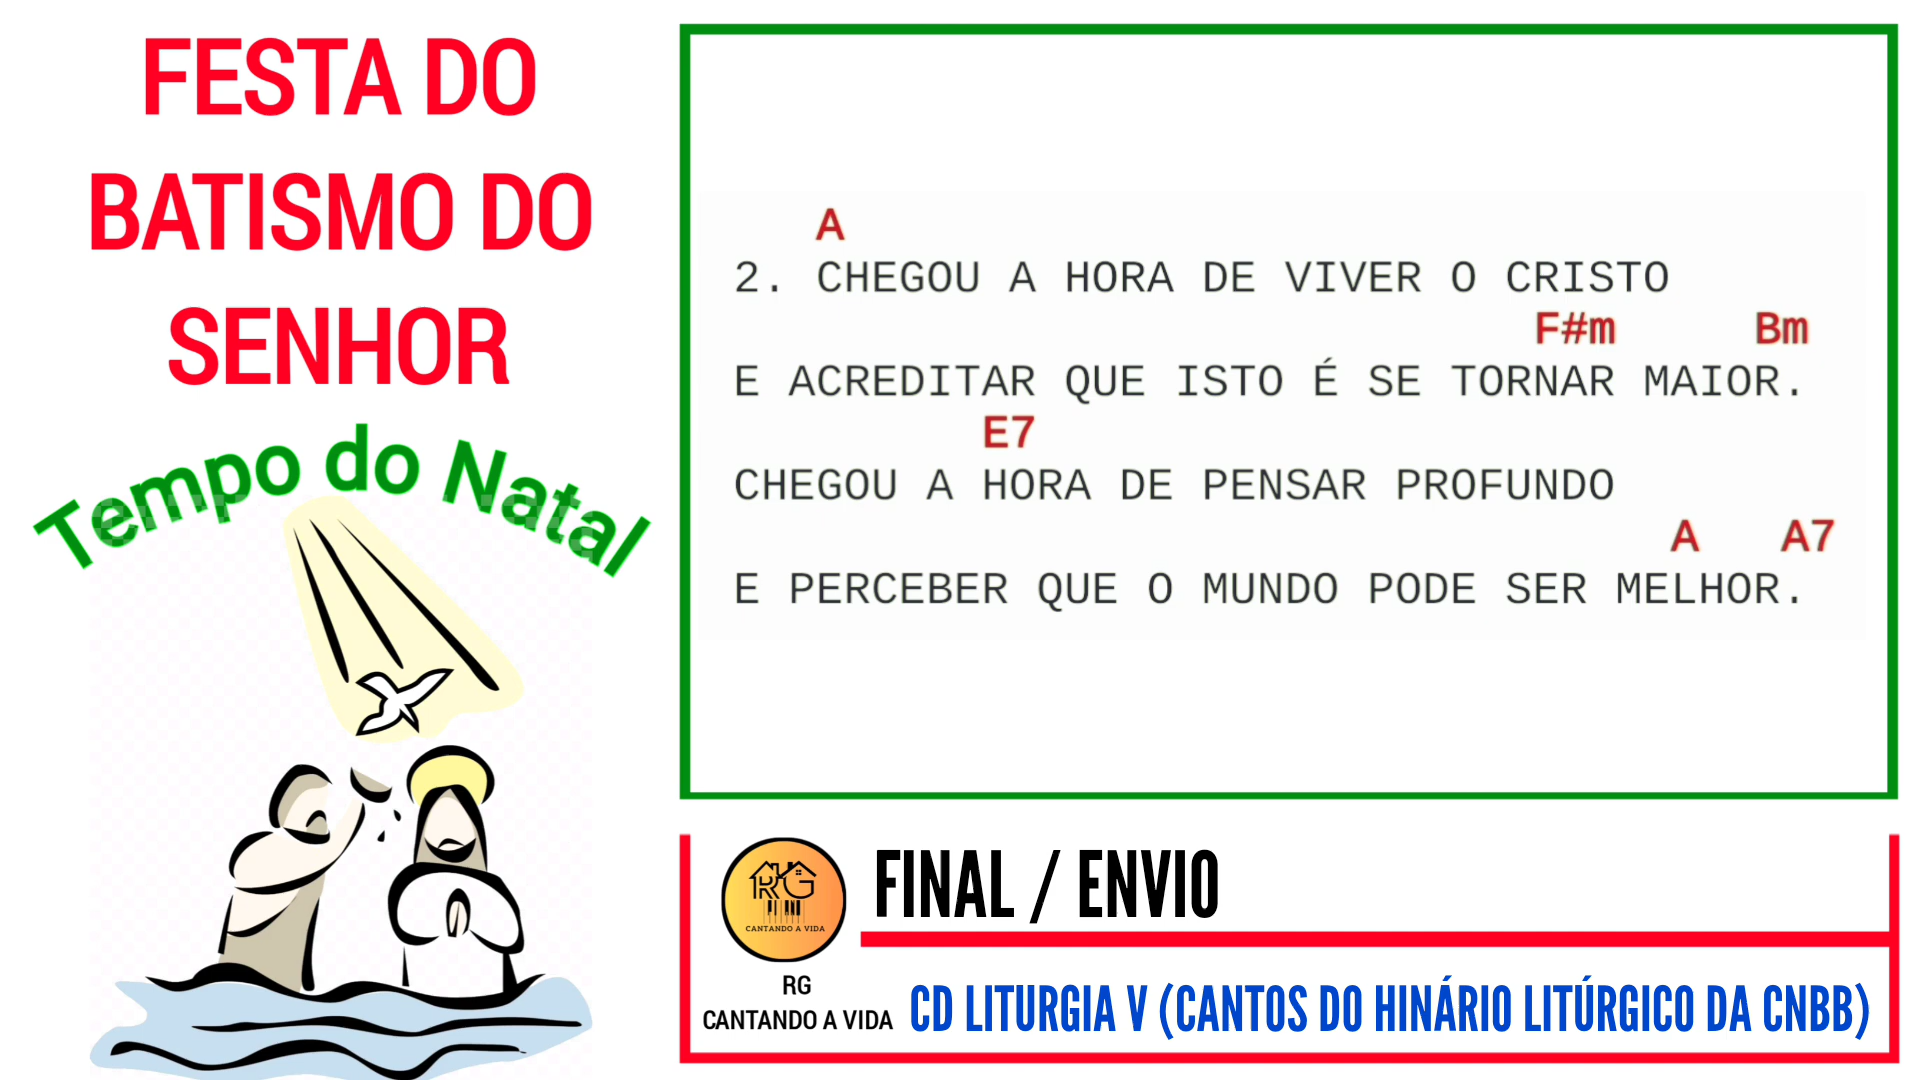 FESTA DO
BATISMO DO
SENHOR
Tempo do Natal
A
2. CHEGOU A HORA DE VIVER O CRISTO
F#m Bm
E ACREDITAR QUE ISTO É SE TORNAR MAIOR.
E7
CHEGOU A HORA DE PENSAR PROFUNDO
A A7
E PERCEBER QUE O MUNDO PODE SER MELHOR.
RG
PIANO
CANTANDO A VIDA
RG
CANTANDO A VIDA
FINAL / ENVIO
CD LITURGIA V (CANTOS DO HINÁRIO LITÚRGICO DA CNBB)